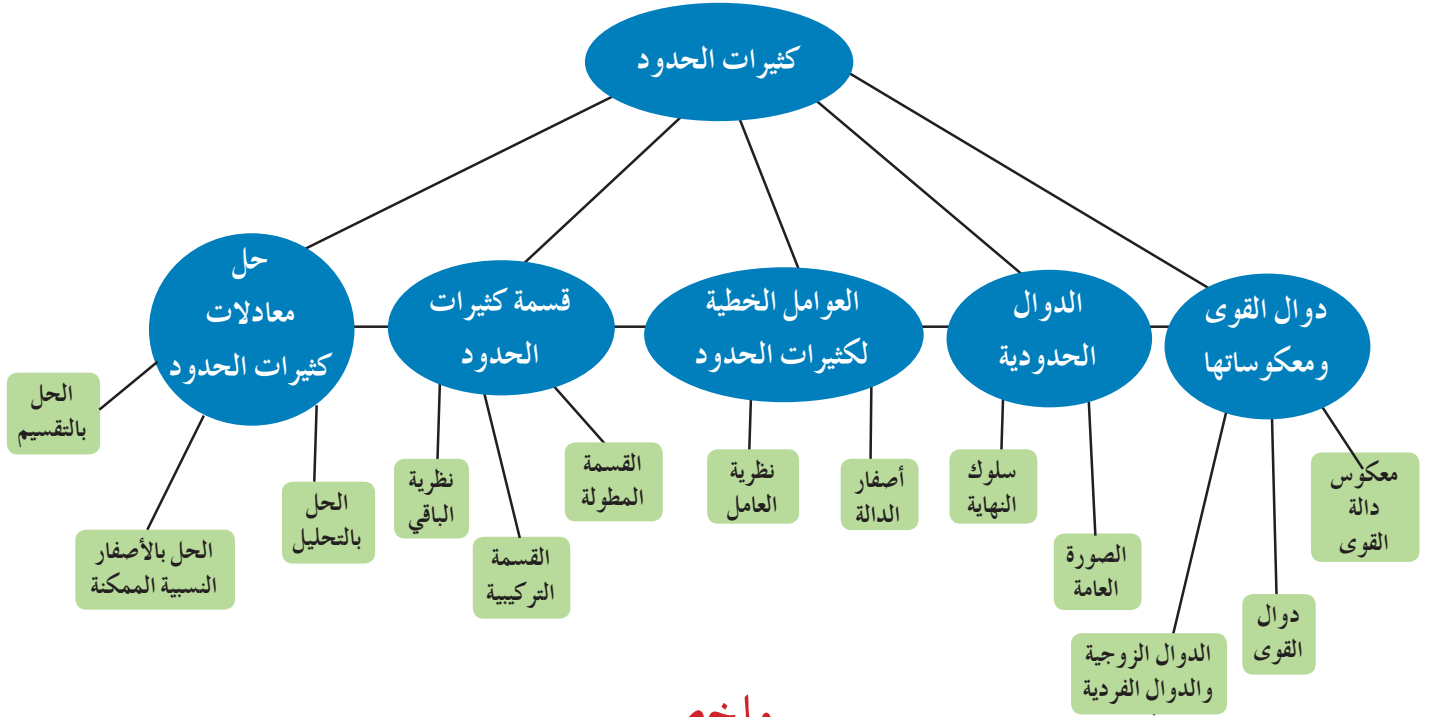 كثيرات الحدود
دوال القوى
ومعكوساتها
الدوال
الحدودية
العوامل الخطية
لكثيرات الحدود
قسمة كثيرات
الحدود
حل
معادلات
كثيرات الحدود
معكوس
دالة
القوى
دوال
القوى
الدوال الزوجية
والدوال الفردية
الصورة
العامة
سلوك
النهاية
أصفار
الدالة
نظرية
العامل
القسمة
المطولة
القسمة
التركيبية
نظرية
الباقي
الحل
بالتحليل
الحل بالأصفار
النسبية الممكنة
الحل
بالتقسيم